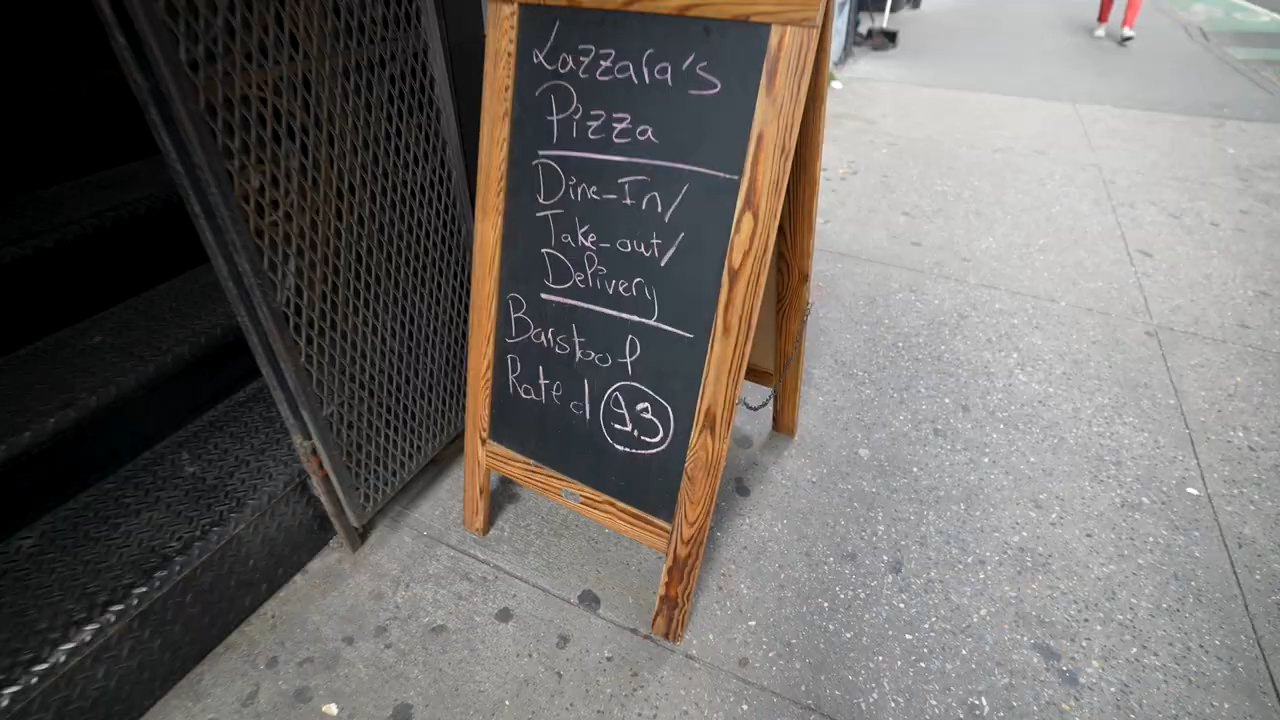 Lazzara's
Pizza
Dine-In/
Take-out/
Delivery
Barstool
Rated 9.3